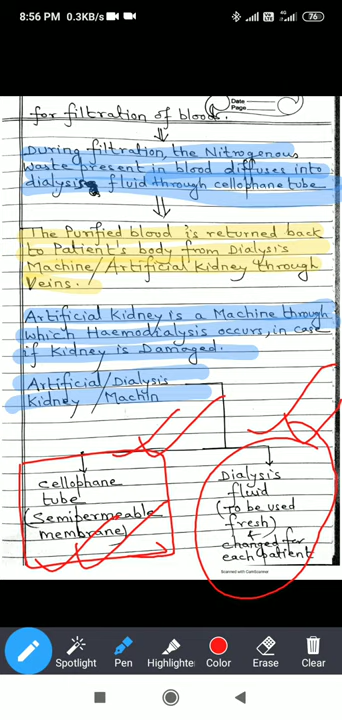 8:56 PM 0.3KB/s 76
Date
Page
for filtration of blood.
During filtration, the Nitrogenous
waste present in blood diffuses into
dialysis fluid through cellophane tube
The Purified blood is returned back
to Patient's body from Dialysis
Machine/Artificial kidney through
Veins.
Artificial Kidney is a Machine through
which Haemodialysis occurs, in case
if Kidney is Damaged.
Artificial/Dialysis
Kidney/Machin
cellophane
tube
(Semipermeable
membrane)
Dialysis
fluid
(To be used
fresh)
changed for
each patient
Scanned with CamScanner
Spotlight Pen Highlighter Color Erase Clear